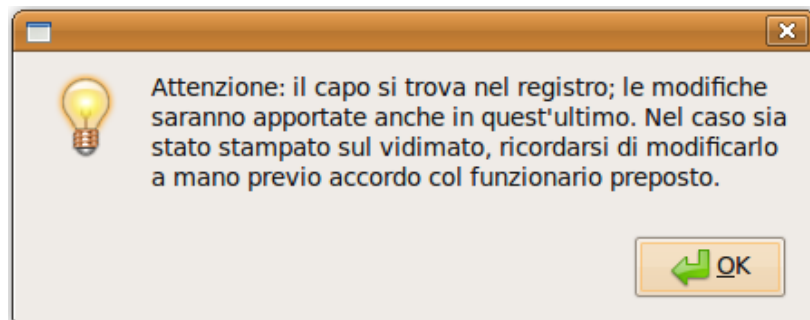 Attenzione: il capo si trova nel registro; le modifiche
saranno apportate anche in quest'ultimo. Nel caso sia
stato stampato sul vidimato, ricordarsi di modificarlo
a mano previo accordo col funzionario preposto.
OK